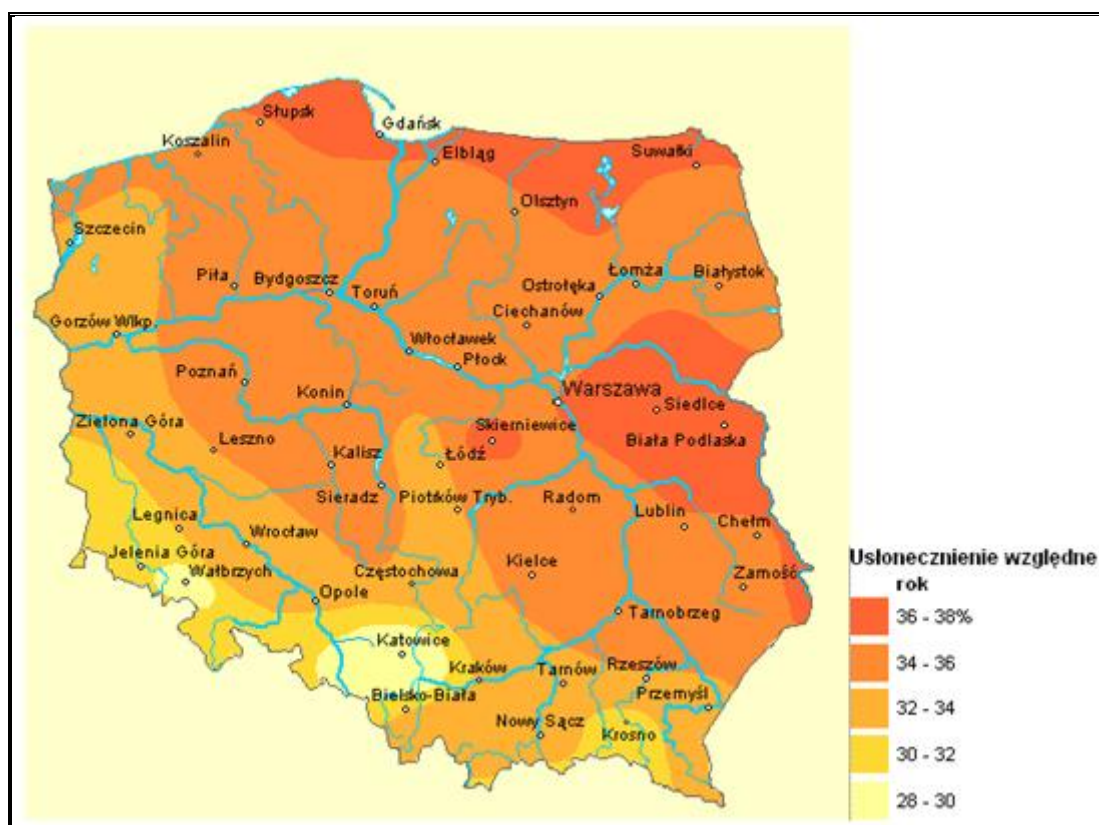 Słupsk
Gdańsk
Koszalin
Elbląg
Suwałki
Olsztyn
Szczecin
Piła
Bydgoszcz
Toruń
Ostrołęka
Łomża
Białystok
Ciechanów
Gorzów Wlkp.
Włocławek
Płock
Poznań
Konin
Warszawa
Siedlce
Zielona Góra
Leszno
Kalisz
Skierniewice
Biała Podlaska
Łódź
Sieradz
Piotrków Tryb.
Radom
Lublin
Chełm
Legnica
Wrocław
Jelenia Góra
Wałbrzych
Opole
Częstochowa
Kielce
Zamość
Tarnobrzeg
Katowice
Kraków
Tarnów
Rzeszów
Przemyśl
Bielsko-Biała
Nowy Sącz
Krosno
Usłonecznienie względne
rok
36 - 38%
34 - 36
32 - 34
30 - 32
28 - 30